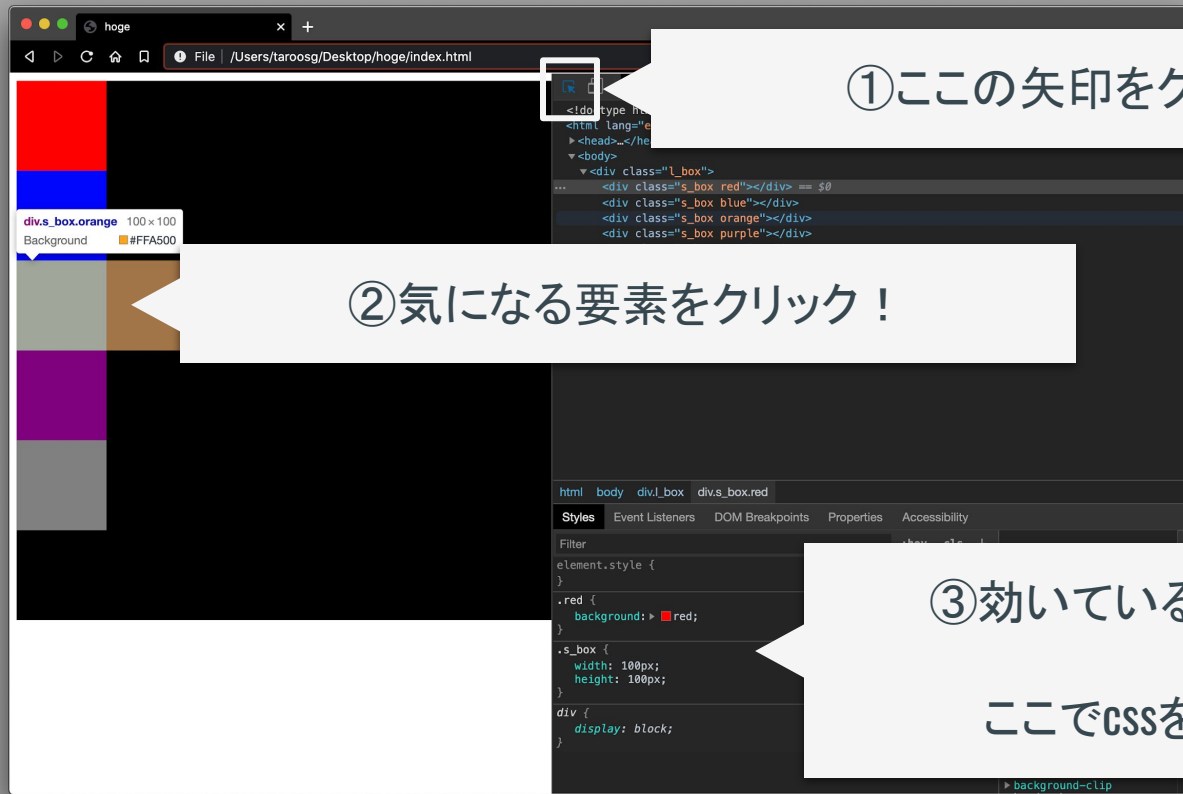 hoge
File | /Users/taroosg/Desktop/hoge/index.html
①ここの矢印をク
<!doctype ht
<html lang="e
<head>…</he
<body>
<div class="l_box">
<div class="s_box red"></div> == $0
<div class="s_box blue"></div>
<div class="s_box orange"></div>
<div class="s_box purple"></div>
div.s_box.orange 100×100
Background #FFA500
②気になる要素をクリック！
html body div.l_box div.s_box.red
Styles Event Listeners DOM Breakpoints Properties Accessibility
Filter
element.style {
}
.red {
background: red;
}
.s_box {
width: 100px;
height: 100px;
}
div {
display: block;
}
③効いている
ここでcssを
background-clip